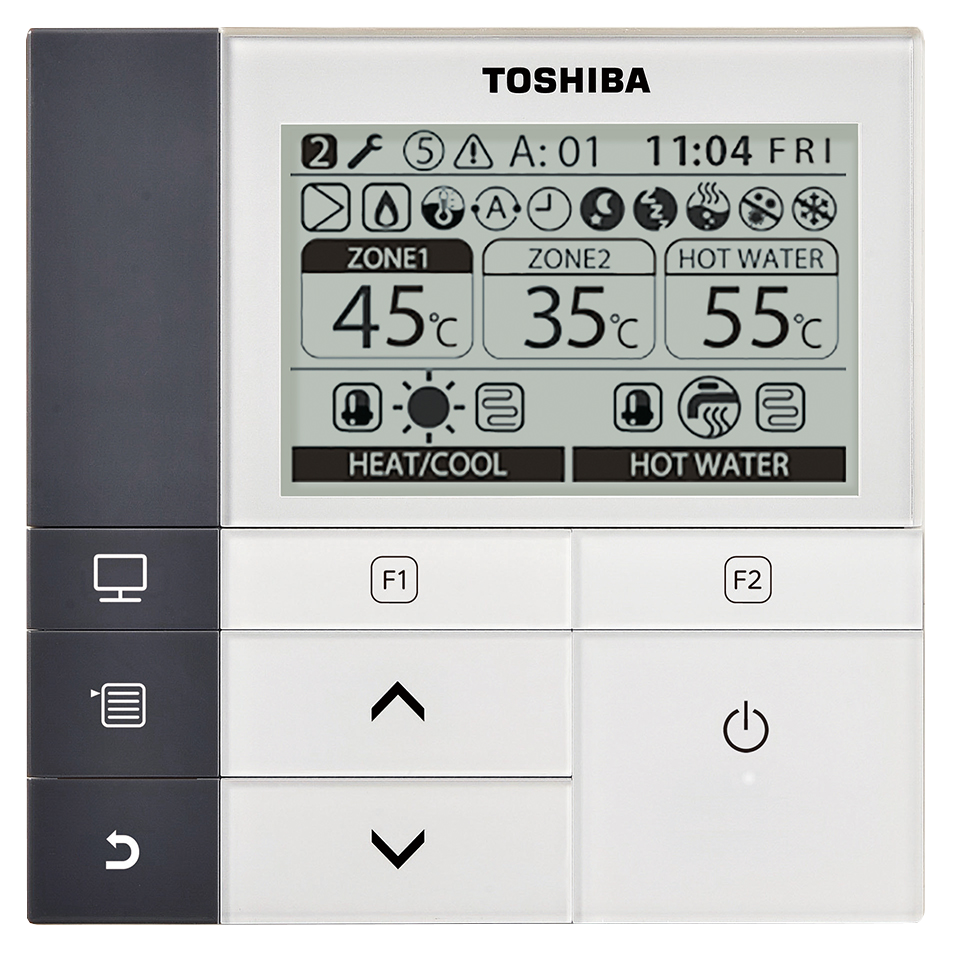 TOSHIBA
2 5 A: 01 11:04 FRI
A
ZONE1 ZONE2 HOT WATER
45°C 35°C 55°C
HEAT/COOL HOT WATER
F1 F2